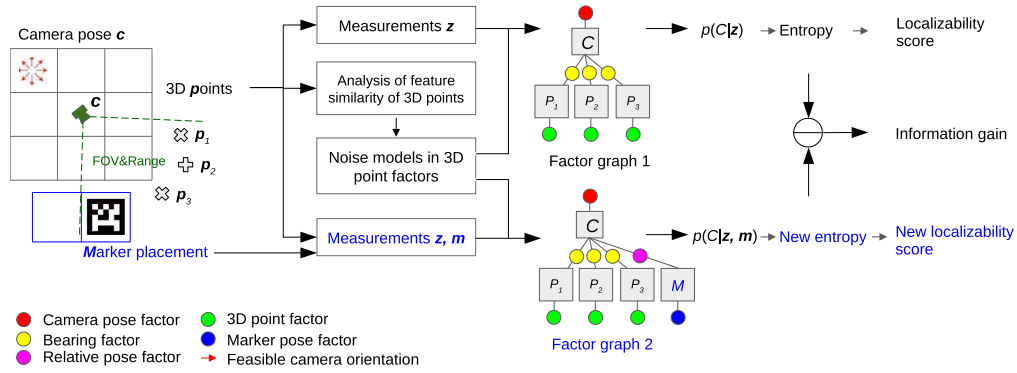 Camera pose c
c
FOV&Range
p1
p2
p3
Marker placement
3D points
Measurements z
Analysis of feature
similarity of 3D points
Noise models in 3D
point factors
Measurements z, m
C
P1
P2
P3
Factor graph 1
C
P1
P2
P3
M
Factor graph 2
p(C|z)
Entropy
Localizability
score
Information gain
p(C|z, m)
New entropy
New localizability
score
Camera pose factor
Bearing factor
Relative pose factor
3D point factor
Marker pose factor
Feasible camera orientation